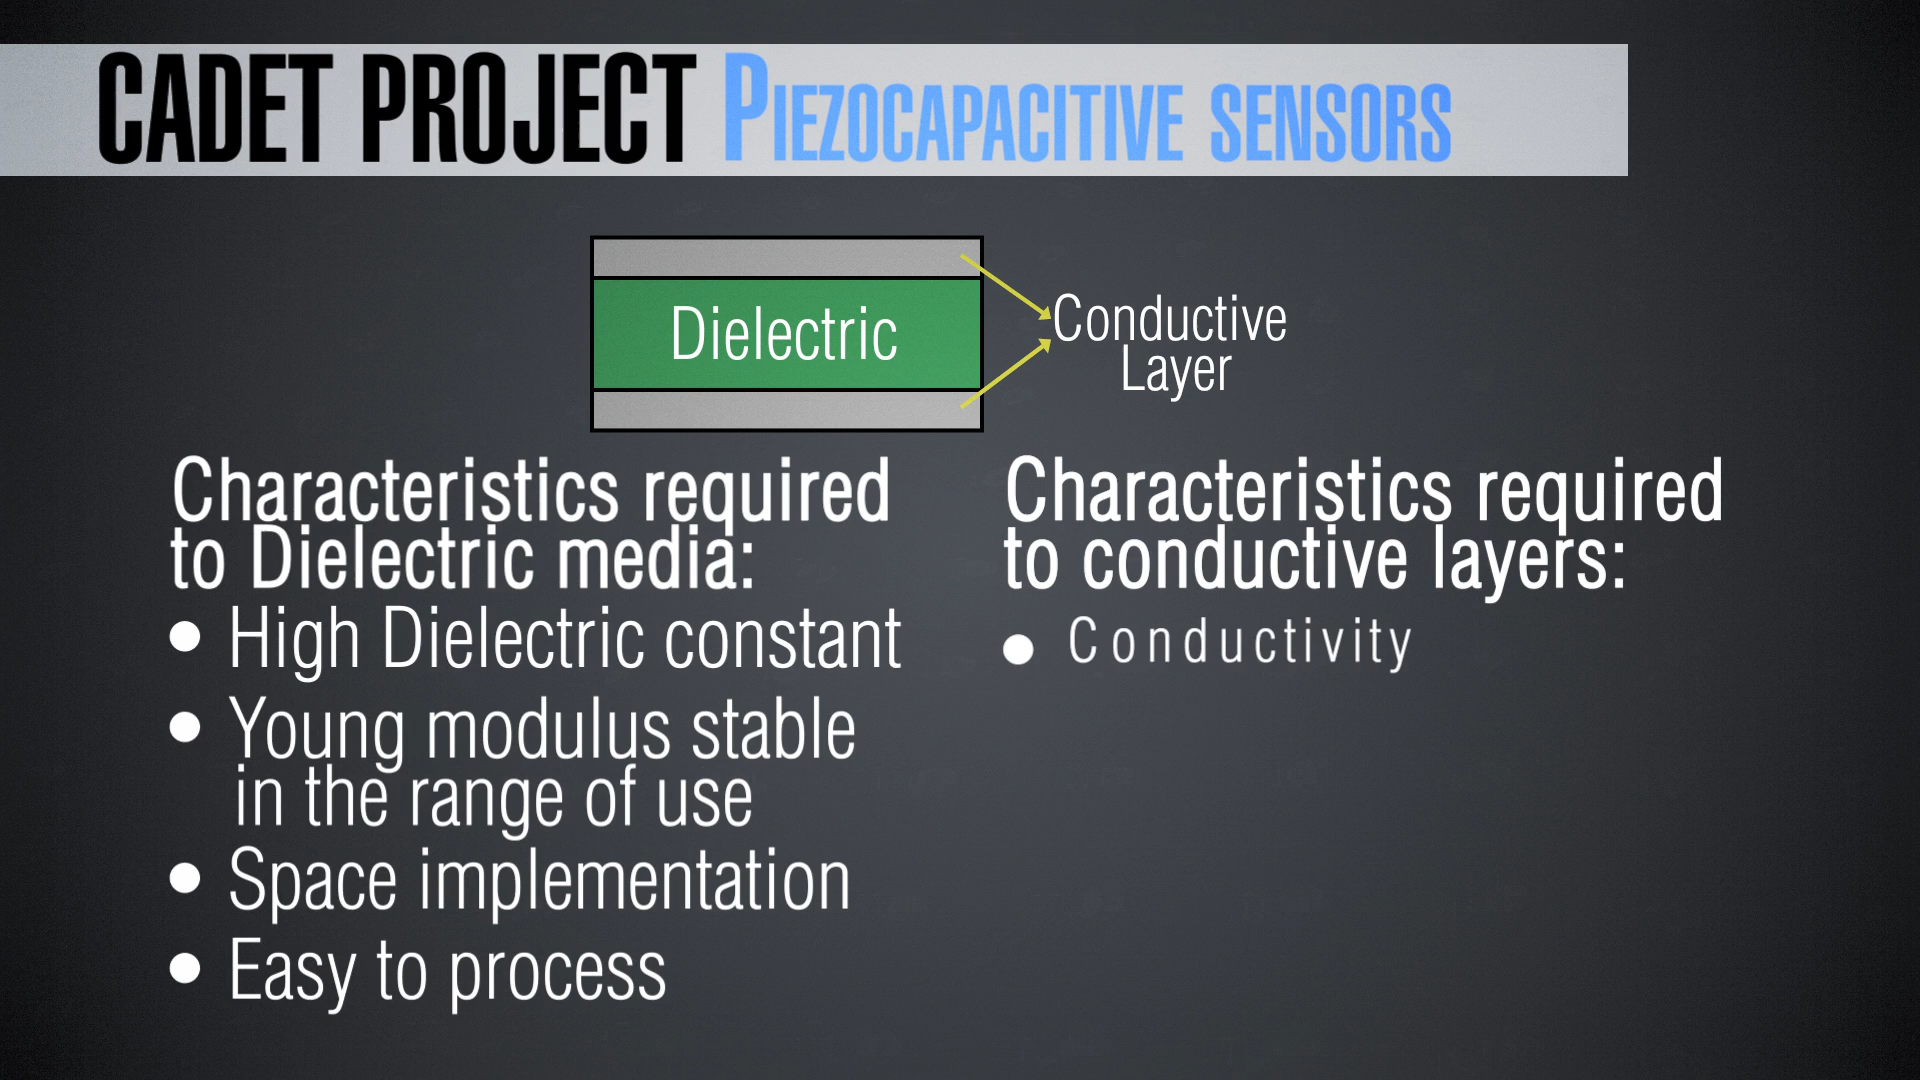 CADET PROJECT PIEZOCAPACITIVE SENSORS
Dielectric
Conductive
Layer
Characteristics required
to Dielectric media:
• High Dielectric constant
• Young modulus stable
in the range of use
• Space implementation
• Easy to process
Characteristics required
to conductive layers:
• Conductivity